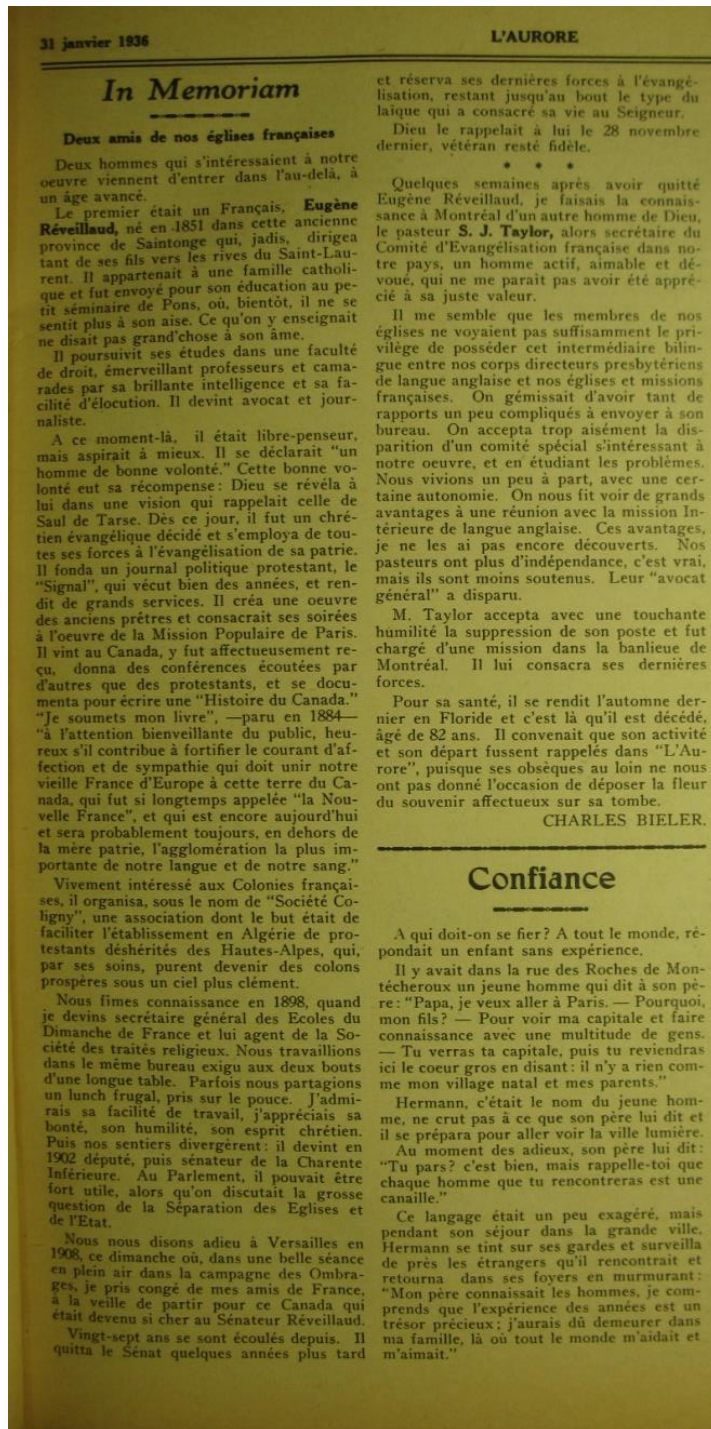 31 janvier 1936
L'AURORE
In Memoriam
Deux amis de nos églises françaises
Deux hommes qui s'intéressaient à notre
oeuvre viennent d'entrer dans l'au-delà, à
un âge avancé.
Le premier était un Français, Eugène
Réveillaud, né en 1851 dans cette ancienne
province de Saintonge qui, jadis, dirigea
tant de ses fils vers les rives du Saint-Lau-
rent. Il appartenait à une famille catholi-
que et fut envoyé pour son éducation au pe-
tit séminaire de Pons, où, bientôt, il ne se
sentit plus à son aise. Ce qu'on y enseignait
ne disait pas grand'chose à son âme.
Il poursuivit ses études dans une faculté
de droit, émerveillant professeurs et cama-
rades par sa brillante intelligence et sa fa-
cilité d'élocution. Il devint avocat et jour-
naliste.
A ce moment-là, il était libre-penseur,
mais aspirait à mieux. Il se déclarait "un
homme de bonne volonté." Cette bonne vo-
lonté eut sa récompense: Dieu se révéla à
lui dans une vision qui rappelait celle de
Saul de Tarse. Dès ce jour, il fut un chré-
tien évangélique décidé et s'employa de tou-
tes ses forces à l'évangélisation de sa patrie.
Il fonda un journal politique protestant, le
"Signal", qui vécut bien des années, et ren-
dit de grands services. Il créa une oeuvre
des anciens prêtres et consacrait ses soirées
à l'oeuvre de la Mission Populaire de Paris.
Il vint au Canada, y fut affectueusement re-
çu, donna des conférences écoutées par
d'autres que des protestants, et se docu-
menta pour écrire une "Histoire du Canada."
"Je soumets mon livre", —paru en 1884—
"à l'attention bienveillante du public, heu-
reux s'il contribue à fortifier le courant d'af-
fection et de sympathie qui doit unir notre
vieille France d'Europe à cette terre du Ca-
nada, qui fut si longtemps appelée "la Nou-
velle France", et qui est encore aujourd'hui
et sera probablement toujours, en dehors de
la mère patrie, l'agglomération la plus im-
portante de notre langue et de notre sang."
Vivement intéressé aux Colonies françai-
ses, il organisa, sous le nom de "Société Co-
ligny", une association dont le but était de
faciliter l'établissement en Algérie de pro-
testants déshérités des Hautes-Alpes, qui,
par ses soins, purent devenir des colons
prospères sous un ciel plus clément.
Nous fîmes connaissance en 1898, quand
je devins secrétaire général des Ecoles du
Dimanche de France et lui agent de la So-
ciété des traités religieux. Nous travaillions
dans le même bureau exigu aux deux bouts
d'une longue table. Parfois nous partagions
un lunch frugal, pris sur le pouce. J'admi-
rais sa facilité de travail, j'appréciais sa
bonté, son humilité, son esprit chrétien.
Puis nos sentiers divergèrent: il devint en
1902 député, puis sénateur de la Charente
Inférieure. Au Parlement, il pouvait être
fort utile, alors qu'on discutait la grosse
question de la Séparation des Eglises et
de l'Etat.
Nous nous disons adieu à Versailles en
1908, ce dimanche où, dans une belle séance
en plein air dans la campagne des Ombra-
ges, je pris congé de mes amis de France,
à la veille de partir pour ce Canada qui
était devenu si cher au Sénateur Réveillaud.
Vingt-sept ans se sont écoulés depuis. Il
quitta le Sénat quelques années plus tard
et réserva ses dernières forces à l'évangé-
lisation, restant jusqu'au bout le type du
laïque qui a consacré sa vie au Seigneur.
Dieu le rappelait à lui le 28 novembre
dernier, vétéran resté fidèle.
* * *
Quelques semaines après avoir quitté
Eugène Réveillaud, je faisais la connais-
sance à Montréal d'un autre homme de Dieu,
le pasteur S. J. Taylor, alors secrétaire du
Comité d'Evangélisation française dans no-
tre pays, un homme actif, aimable et dé-
voué, qui ne me paraît pas avoir été appré-
cié à sa juste valeur.
Il me semble que les membres de nos
églises ne voyaient pas suffisamment le pri-
vilège de posséder cet intermédiaire bilin-
gue entre nos corps directeurs presbytériens
de langue anglaise et nos églises et missions
françaises. On gémissait d'avoir tant de
rapports un peu compliqués à envoyer à son
bureau. On accepta trop aisément la dis-
parition d'un comité spécial s'intéressant à
notre oeuvre, et en étudiant les problèmes.
Nous vivions un peu à part, avec une cer-
taine autonomie. On nous fit voir de grands
avantages à une réunion avec la mission In-
térieure de langue anglaise. Ces avantages,
je ne les ai pas encore découverts. Nos
pasteurs ont plus d'indépendance, c'est vrai,
mais ils sont moins soutenus. Leur "avocat
général" a disparu.
M. Taylor accepta avec une touchante
humilité la suppression de son poste et fut
chargé d'une mission dans la banlieue de
Montréal. Il lui consacra ses dernières
forces.
Pour sa santé, il se rendit l'automne der-
nier en Floride et c'est là qu'il est décédé,
âgé de 82 ans. Il convenait que son activité
et son départ fussent rappelés dans "L'Au-
rore", puisque ses obsèques au loin ne nous
ont pas donné l'occasion de déposer la fleur
du souvenir affectueux sur sa tombe.
CHARLES BIELER.
Confiance
A qui doit-on se fier? A tout le monde, ré-
pondait un enfant sans expérience.
Il y avait dans la rue des Roches de Mon-
técheroux un jeune homme qui dit à son pè-
re: "Papa, je veux aller à Paris. — Pourquoi,
mon fils? — Pour voir ma capitale et faire
connaissance avec une multitude de gens.
— Tu verras ta capitale, puis tu reviendras
ici le coeur gros en disant: il n'y a rien com-
me mon village natal et mes parents."
Hermann, c'était le nom du jeune hom-
me, ne crut pas à ce que son père lui dit et
il se prépara pour aller voir la ville lumière.
Au moment des adieux, son père lui dit:
"Tu pars? c'est bien, mais rappelle-toi que
chaque homme que tu rencontreras est une
canaille."
Ce langage était un peu exagéré, mais
pendant son séjour dans la grande ville,
Hermann se tint sur ses gardes et surveilla
de près les étrangers qu'il rencontrait et
retourna dans ses foyers en murmurant:
"Mon père connaissait les hommes, je com-
prends que l'expérience des années est un
trésor précieux; j'aurais dû demeurer dans
ma famille, là où tout le monde m'aidait et
m'aimait."